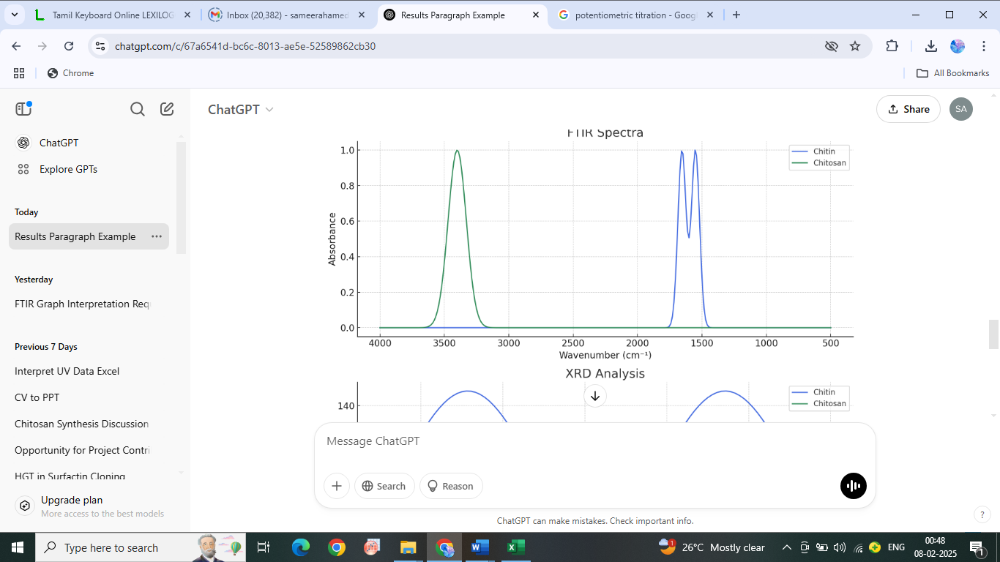 Tamil Keyboard Online LEXILOG
Inbox (20,382) - sameerahamed
Results Paragraph Example
potentiometric titration - Goog
chatgpt.com/c/67a6541d-bc6c-8013-ae5e-52589862cb30
Chrome
All Bookmarks
ChatGPT
Share
SA
ChatGPT
Explore GPTs
Today
Results Paragraph Example
Yesterday
FTIR Graph Interpretation Req
Previous 7 Days
Interpret UV Data Excel
CV to PPT
Chitosan Synthesis Discussion
Opportunity for Project Contri
HGT in Surfactin Cloning
Upgrade plan
More access to the best models
FTIR Spectra
Chitin
Chitosan
1.0
0.8
0.6
0.4
0.2
0.0
Absorbance
4000 3500 3000 2500 2000 1500 1000 500
Wavenumber (cm⁻¹)
XRD Analysis
Chitin
Chitosan
140
Message ChatGPT
Search
Reason
ChatGPT can make mistakes. Check important info.
?
Type here to search
1
26°C Mostly clear
ENG
00:48
08-02-2025
1